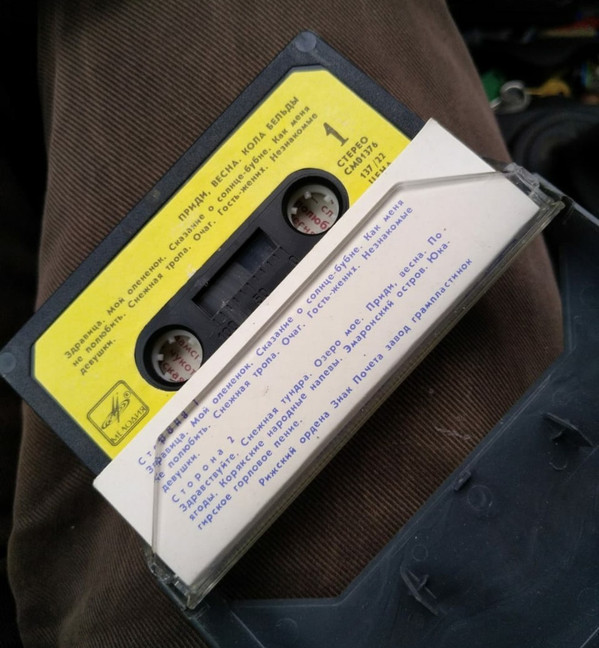 ПРИДИ, ВЕСНА. КОЛА БЕЛЬДЫ
Здравица. Мой олененок. Сказание о солнце-бубне. Как меня
не полюбить. Снежная тропа. Очаг. Гость-жених. Незнакомые
девушки.
1
СТЕРЕО
СМ01376
137/22
МЕЛОДИЯ
Здравица. Мой олененок. Сказание о солнце-бубне. Как меня
не полюбить. Снежная тропа. Очаг. Гость-жених. Незнакомые
девушки.
Сторона 2
Здравствуйте. Снежная тундра. Озеро мое. Приди, весна. По-
ягоды. Корякские народные напевы. Эмаронский остров. Юка-
гирское горловое пение.
Рижский ордена Знак Почета завод грампластинок